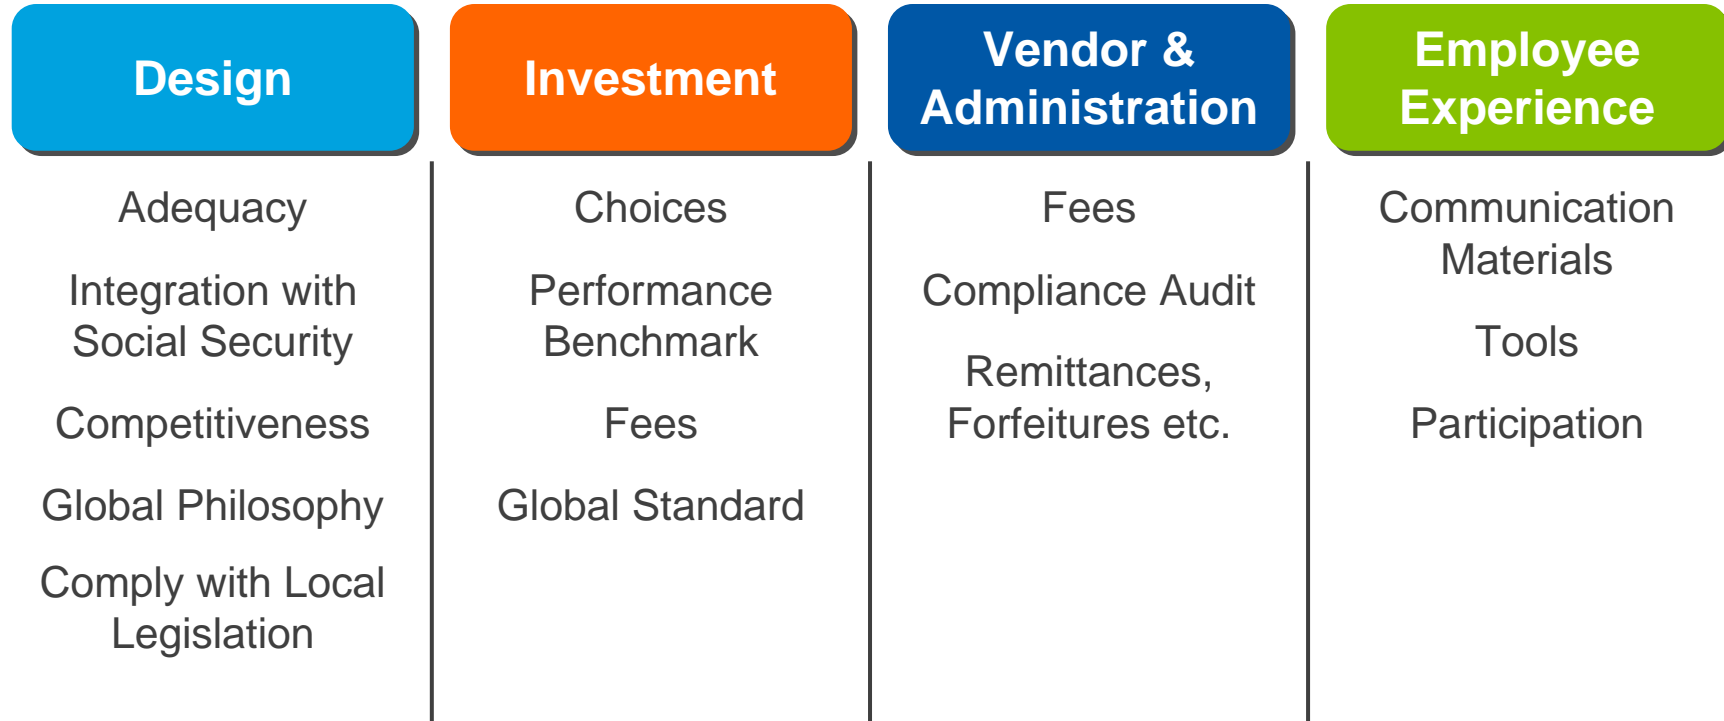 Design
Adequacy
Integration with
Social Security
Competitiveness
Global Philosophy
Comply with Local
Legislation
Investment
Choices
Performance
Benchmark
Fees
Global Standard
Vendor &
Administration
Fees
Compliance Audit
Remittances,
Forfeitures etc.
Employee
Experience
Communication
Materials
Tools
Participation